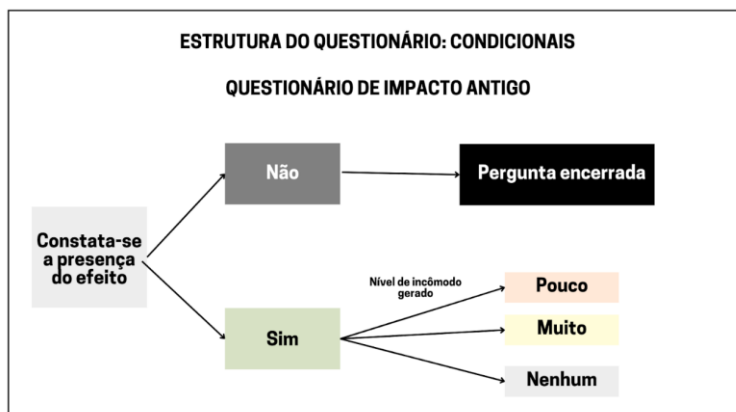 ESTRUTURA DO QUESTIONÁRIO: CONDICIONAIS
QUESTIONÁRIO DE IMPACTO ANTIGO
Não
Pergunta encerrada
Constata-se
a presença
do efeito
Nível de incômodo
gerado
Pouco
Sim
Muito
Nenhum